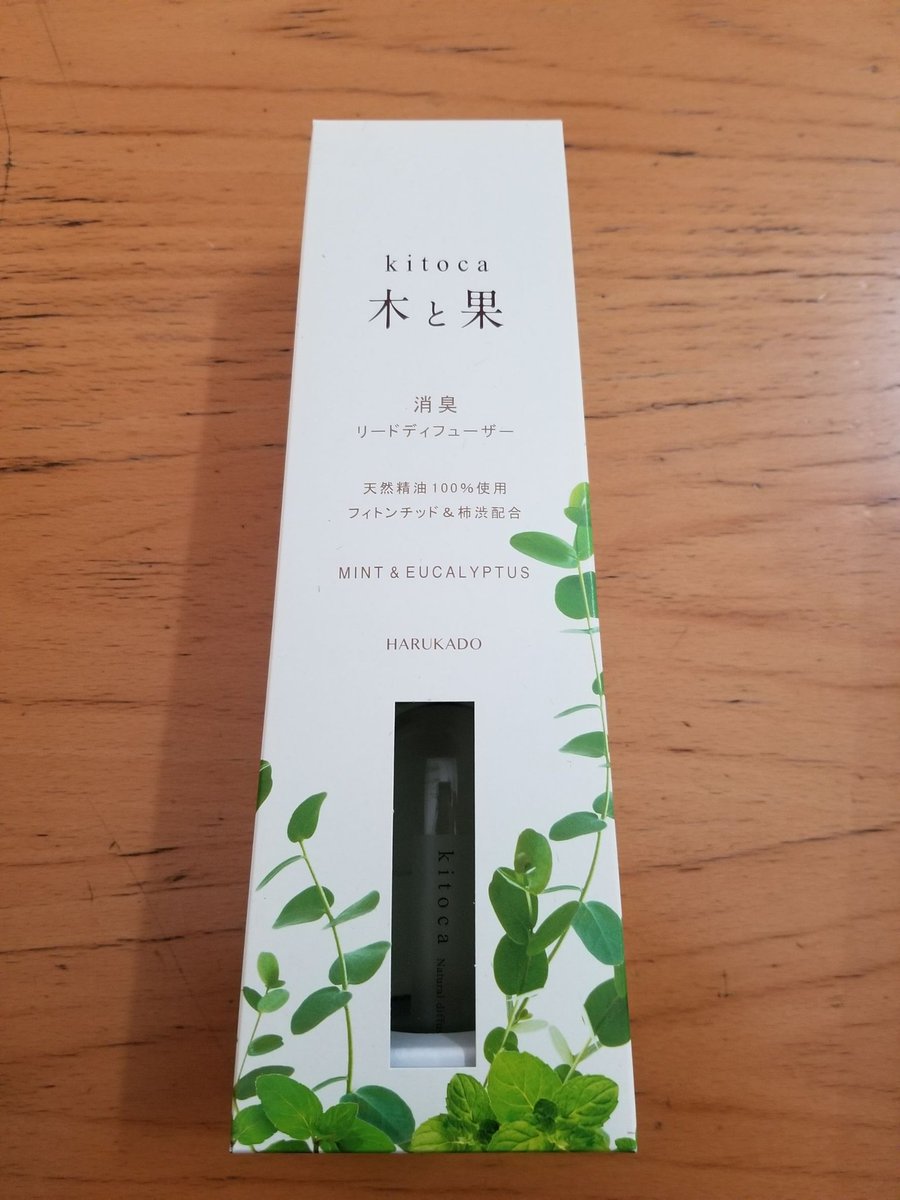 kitoca
木と果
消臭
リードディフューザー
天然精油100%使用
フィトンチッド&柿渋配合
MINT & EUCALYPTUS
HARUKADO
kitoca Natural